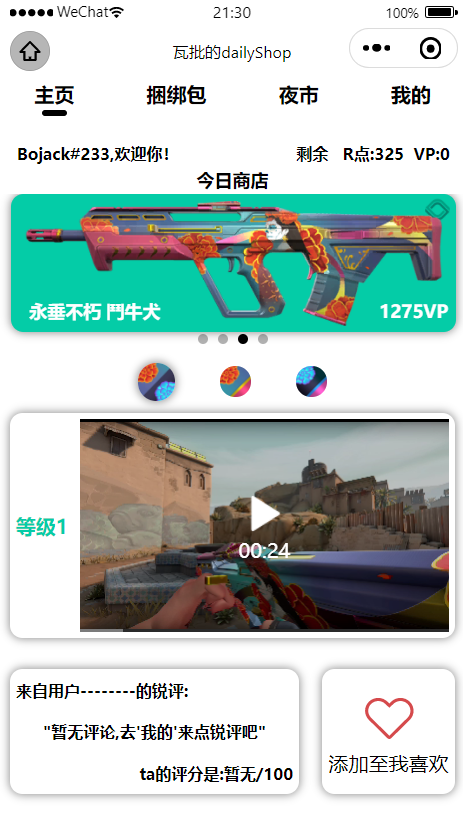 WeChat 21:30 100%
瓦批的dailyShop
主页 捆绑包 夜市 我的
Bojack#233,欢迎你! 剩余 R点:325 VP:0
今日商店
永垂不朽 鬥牛犬 1275VP
等级1
00:24
来自用户--------的锐评:
"暂无评论,去'我的'来点锐评吧"
ta的评分是:暂无/100
添加至我喜欢